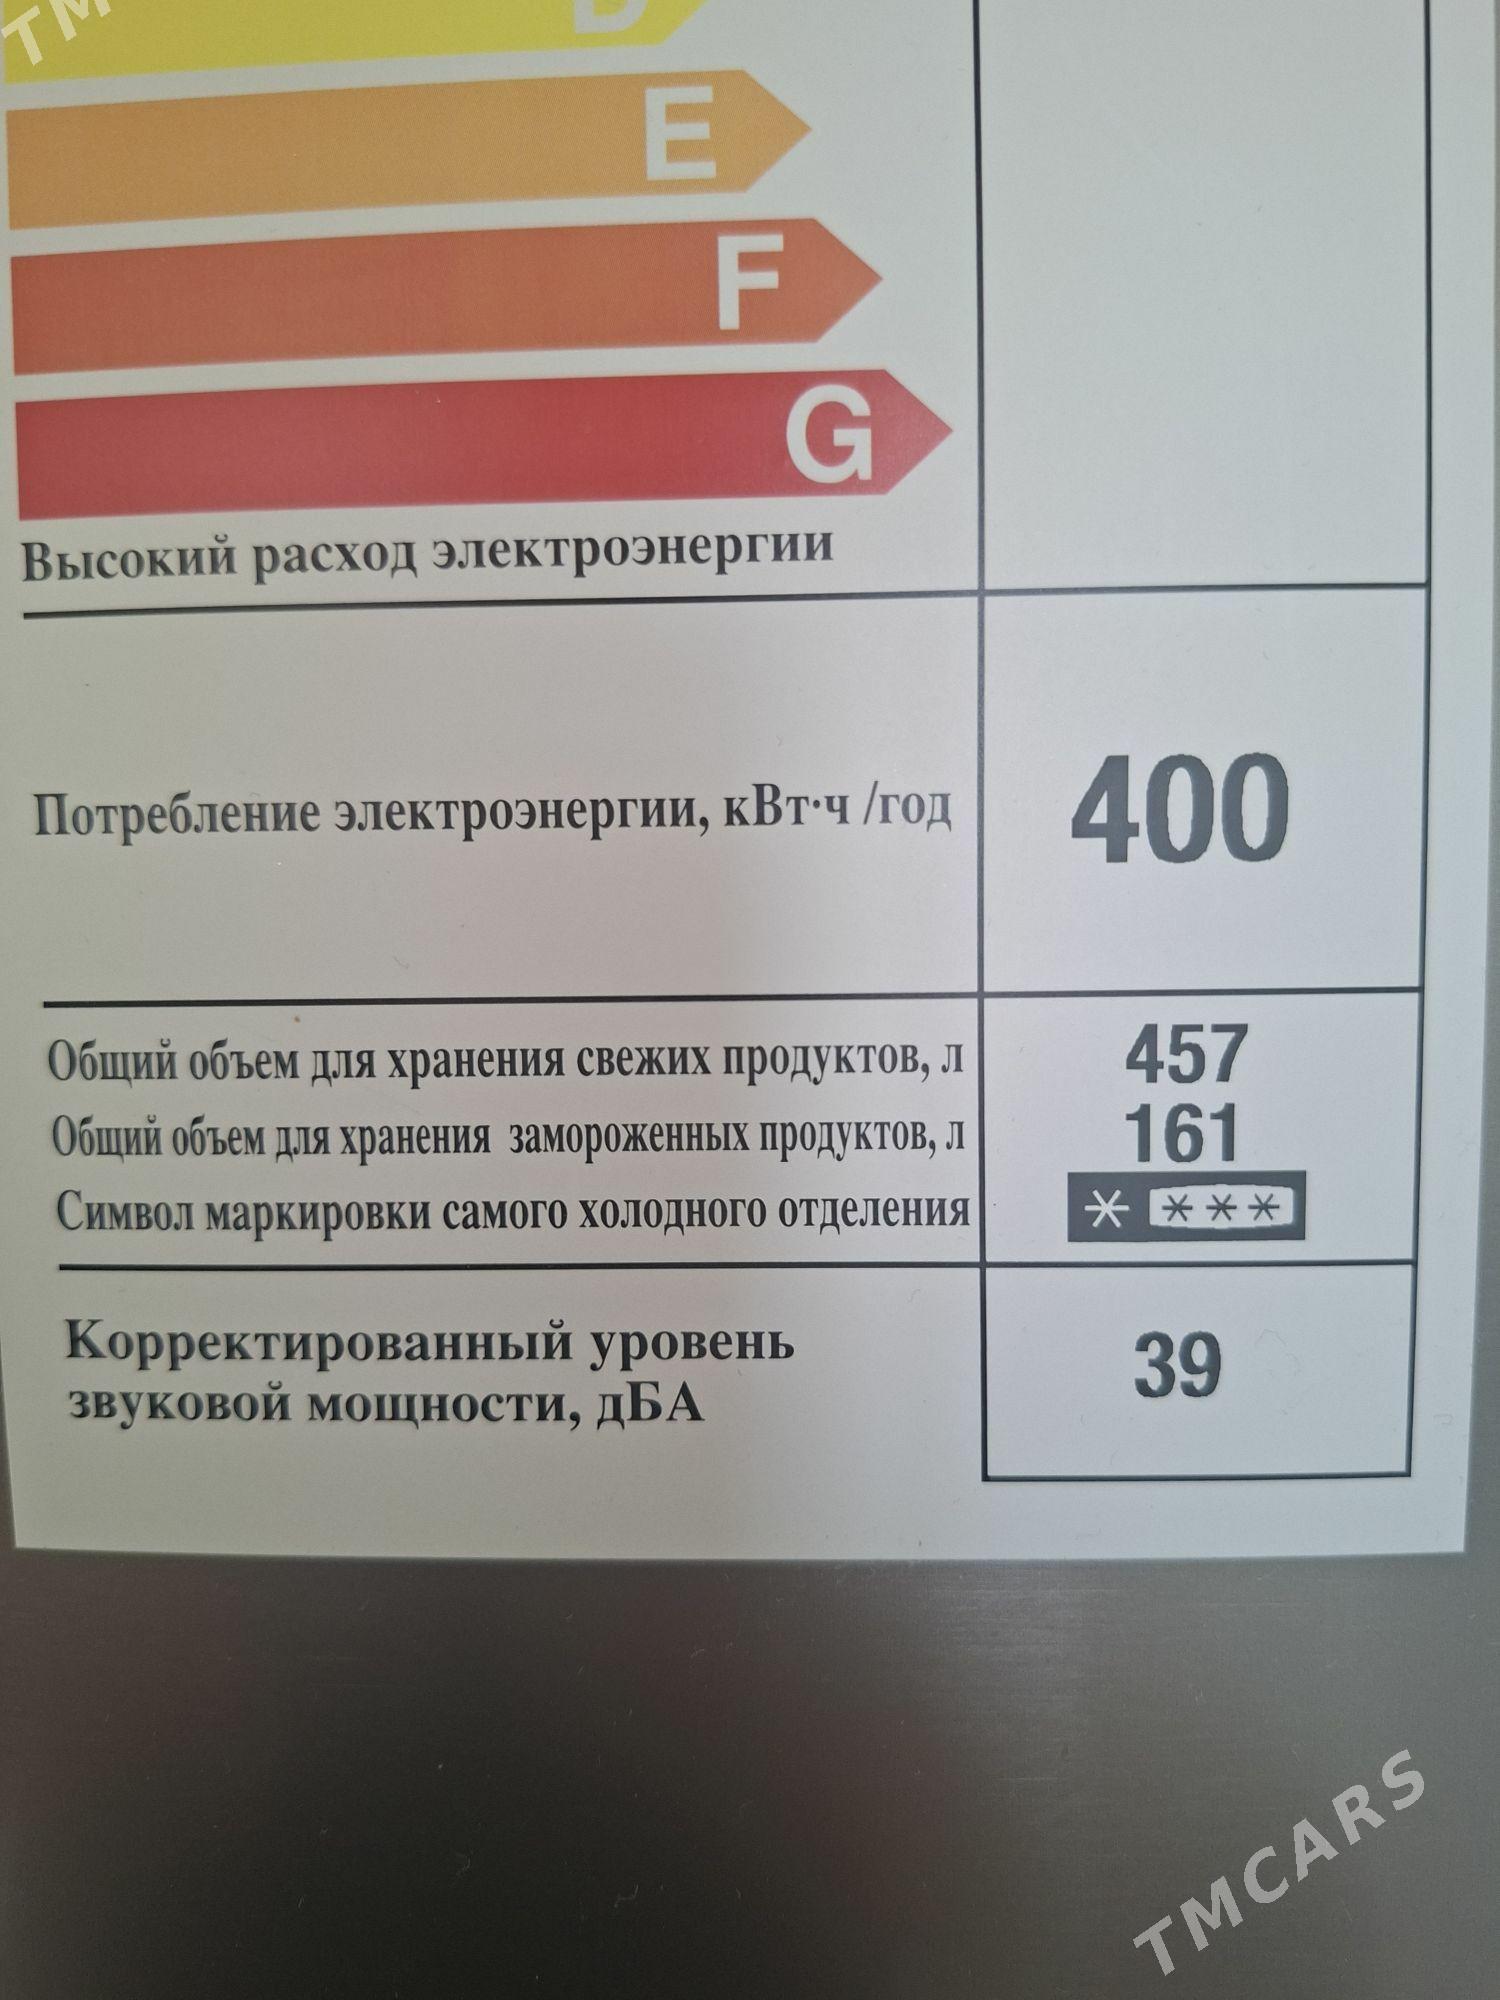 TM
D
E
F
G
Высокий расход электроэнергии
Потребление электроэнергии, кВт·ч /год 400
Общий объем для хранения свежих продуктов, л 457
Общий объем для хранения замороженных продуктов, л 161
Символ маркировки самого холодного отделения * ***
Корректированный уровень
звуковой мощности, дБА 39
TMCARS